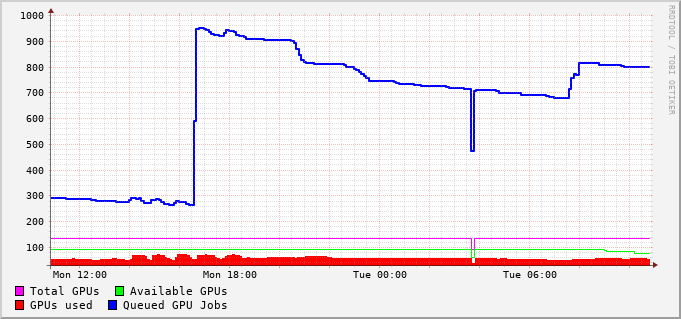 1000
900
800
700
600
500
400
300
200
100
Mon 12:00 Mon 18:00 Tue 00:00 Tue 06:00
Total GPUs Available GPUs
GPUs used Queued GPU Jobs
RRDTOOL / TOBI OETIKER